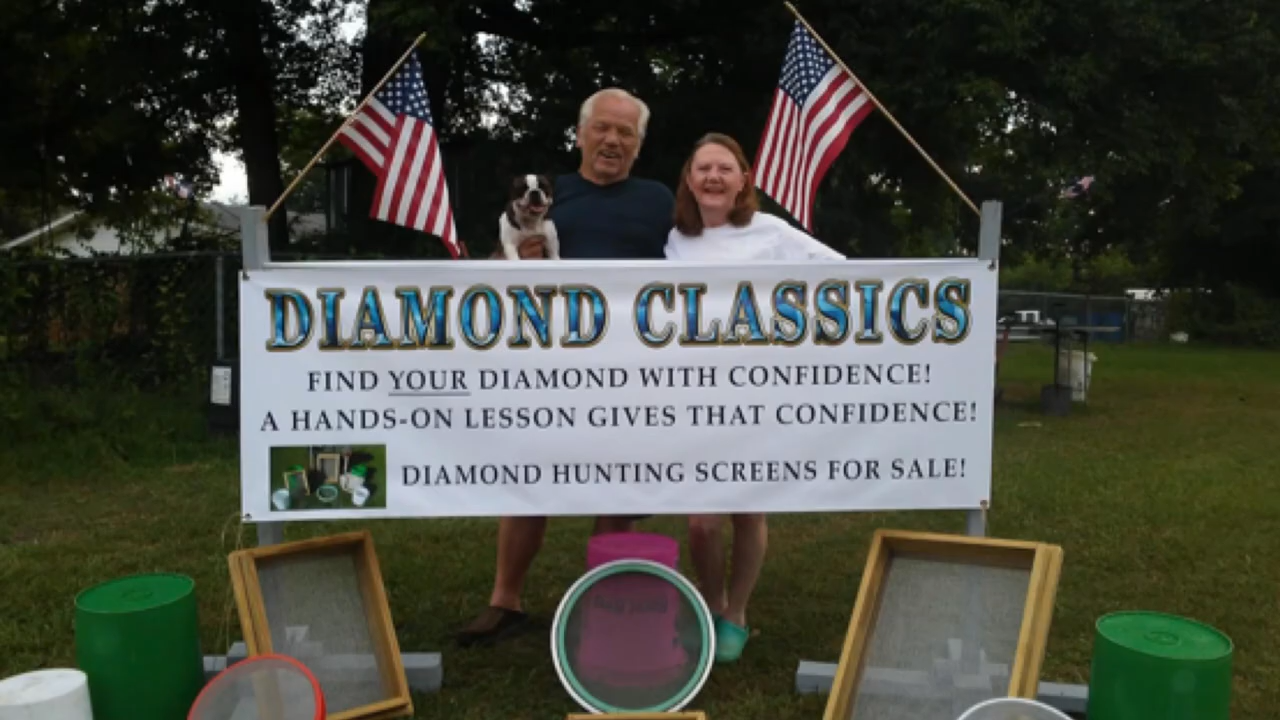 DIAMOND CLASSICS
FIND YOUR DIAMOND WITH CONFIDENCE!
A HANDS-ON LESSON GIVES THAT CONFIDENCE!
DIAMOND HUNTING SCREENS FOR SALE!